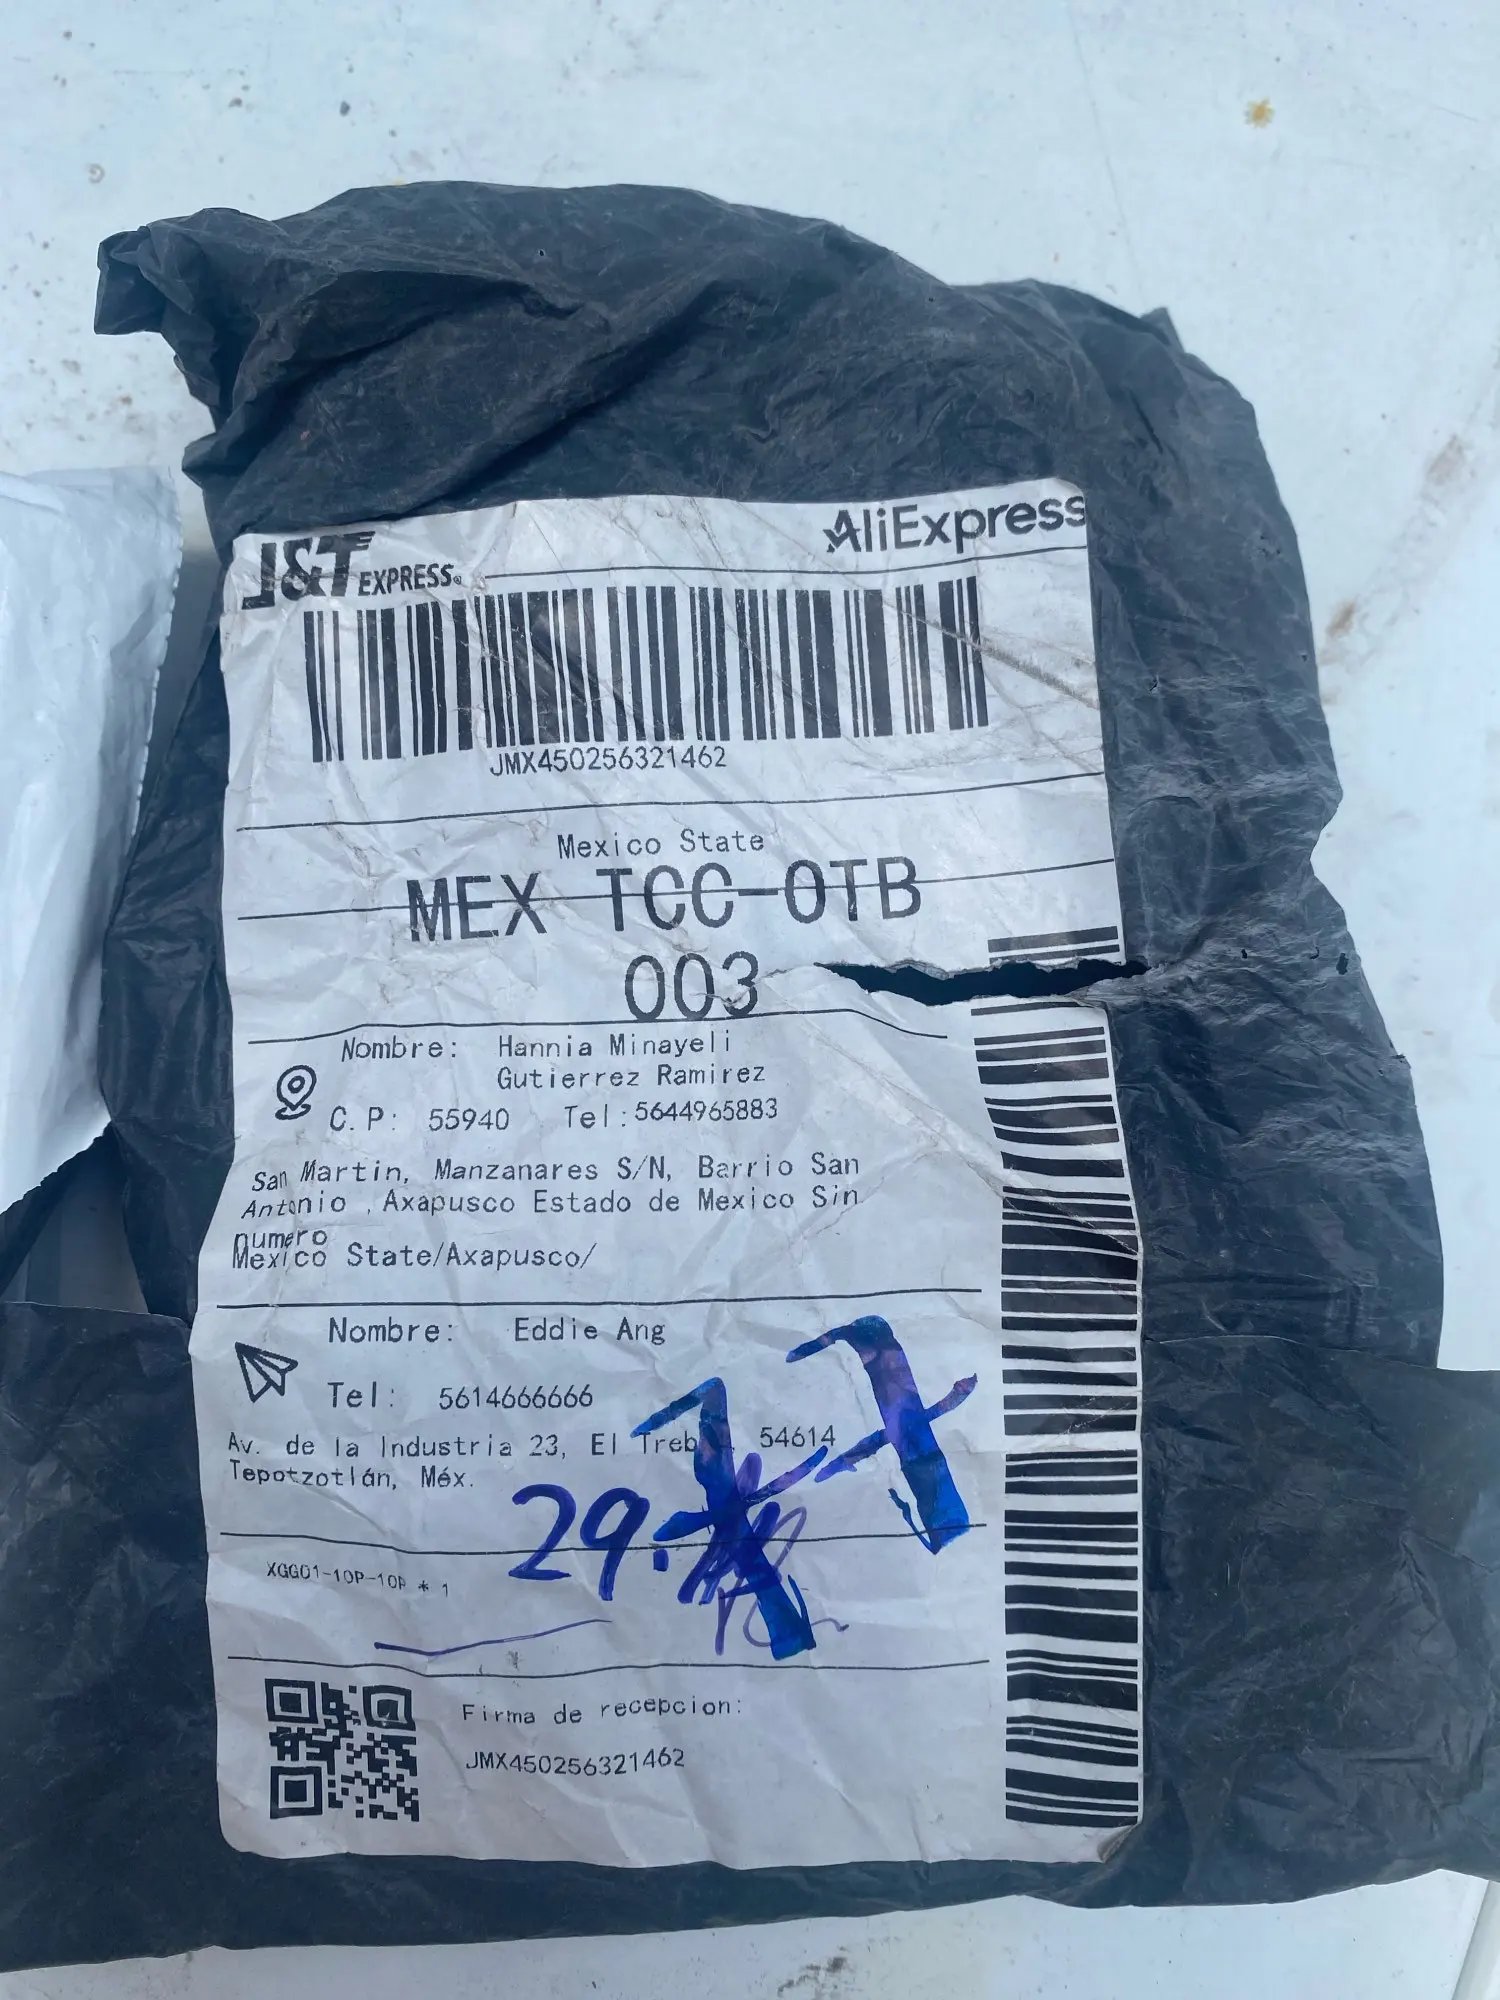 J&T EXPRESS®
AliExpress
JMX450256321462
Mexico State
MEX TCC-OTB
003
Nombre: Hannia Minayeli
Gutierrez Ramirez
C.P: 55940 Tel:5644965883
San Martin, Manzanares S/N, Barrio San
Antonio ,Axapusco Estado de Mexico Sin
numero
Mexico State/Axapusco/
Nombre: Eddie Ang
Tel: 5614666666
Av. de la Industria 23, El 54614
Tepotzotlán, Méx.
29.
XGG01-10P-10P * 1
Firma de recepcion:
JMX450256321462